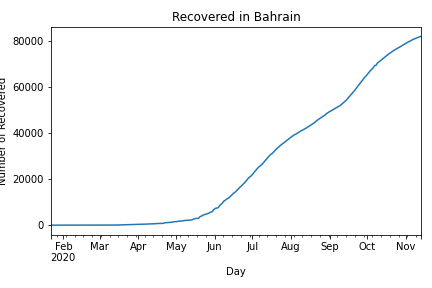 Recovered in Bahrain
80000
60000
40000
20000
0
Number of Recovered
Feb Mar Apr May Jun Jul Aug Sep Oct Nov
2020
Day